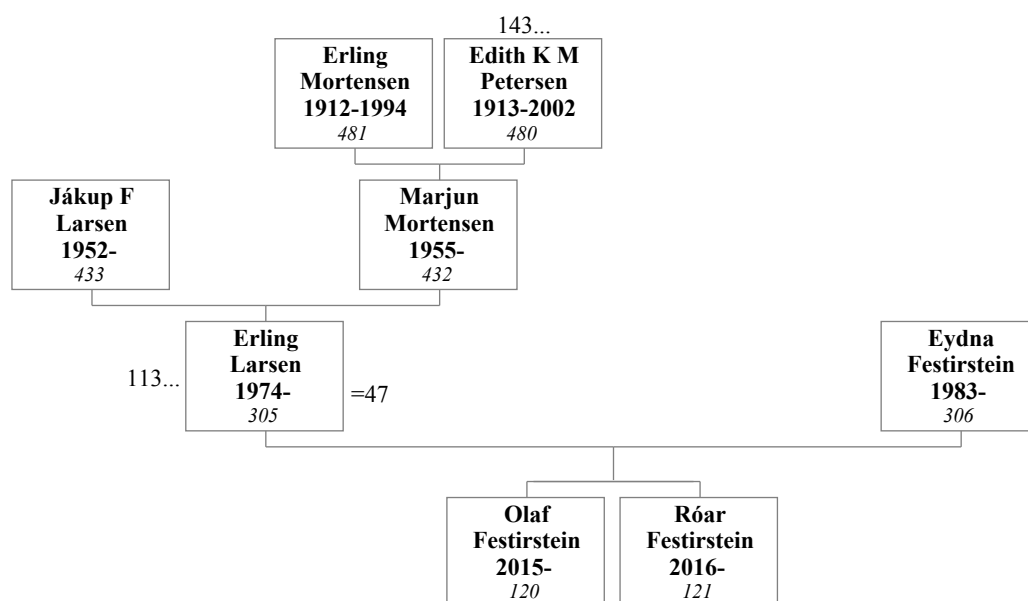 143...
Erling
Mortensen
1912-1994
481
Edith K M
Petersen
1913-2002
480
Jákup F
Larsen
1952-
433
Marjun
Mortensen
1955-
432
113...
Erling
Larsen
1974-
305
=47
Eydna
Festirstein
1983-
306
Olaf
Festirstein
2015-
120
Róar
Festirstein
2016-
121